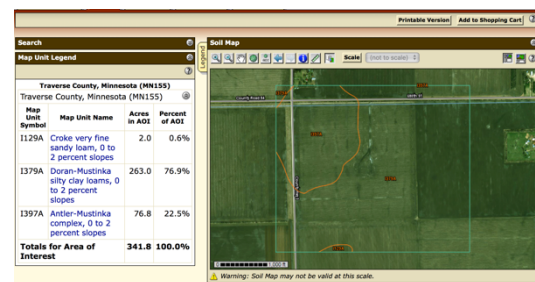 Printable Version Add to Shopping Cart
Search
Map Unit Legend
Traverse County, Minnesota (MN155)
Traverse County, Minnesota (MN155)
Map Unit Symbol Map Unit Name Acres in AOI Percent of AOI
I129A Croke very fine sandy loam, 0 to 2 percent slopes 2.0 0.6%
I379A Doran-Mustinka silty clay loams, 0 to 2 percent slopes 263.0 76.9%
I397A Antler-Mustinka complex, 0 to 2 percent slopes 76.8 22.5%
Totals for Area of Interest 341.8 100.0%
Legend
Soil Map
Scale (not to scale)
Warning: Soil Map may not be valid at this scale.